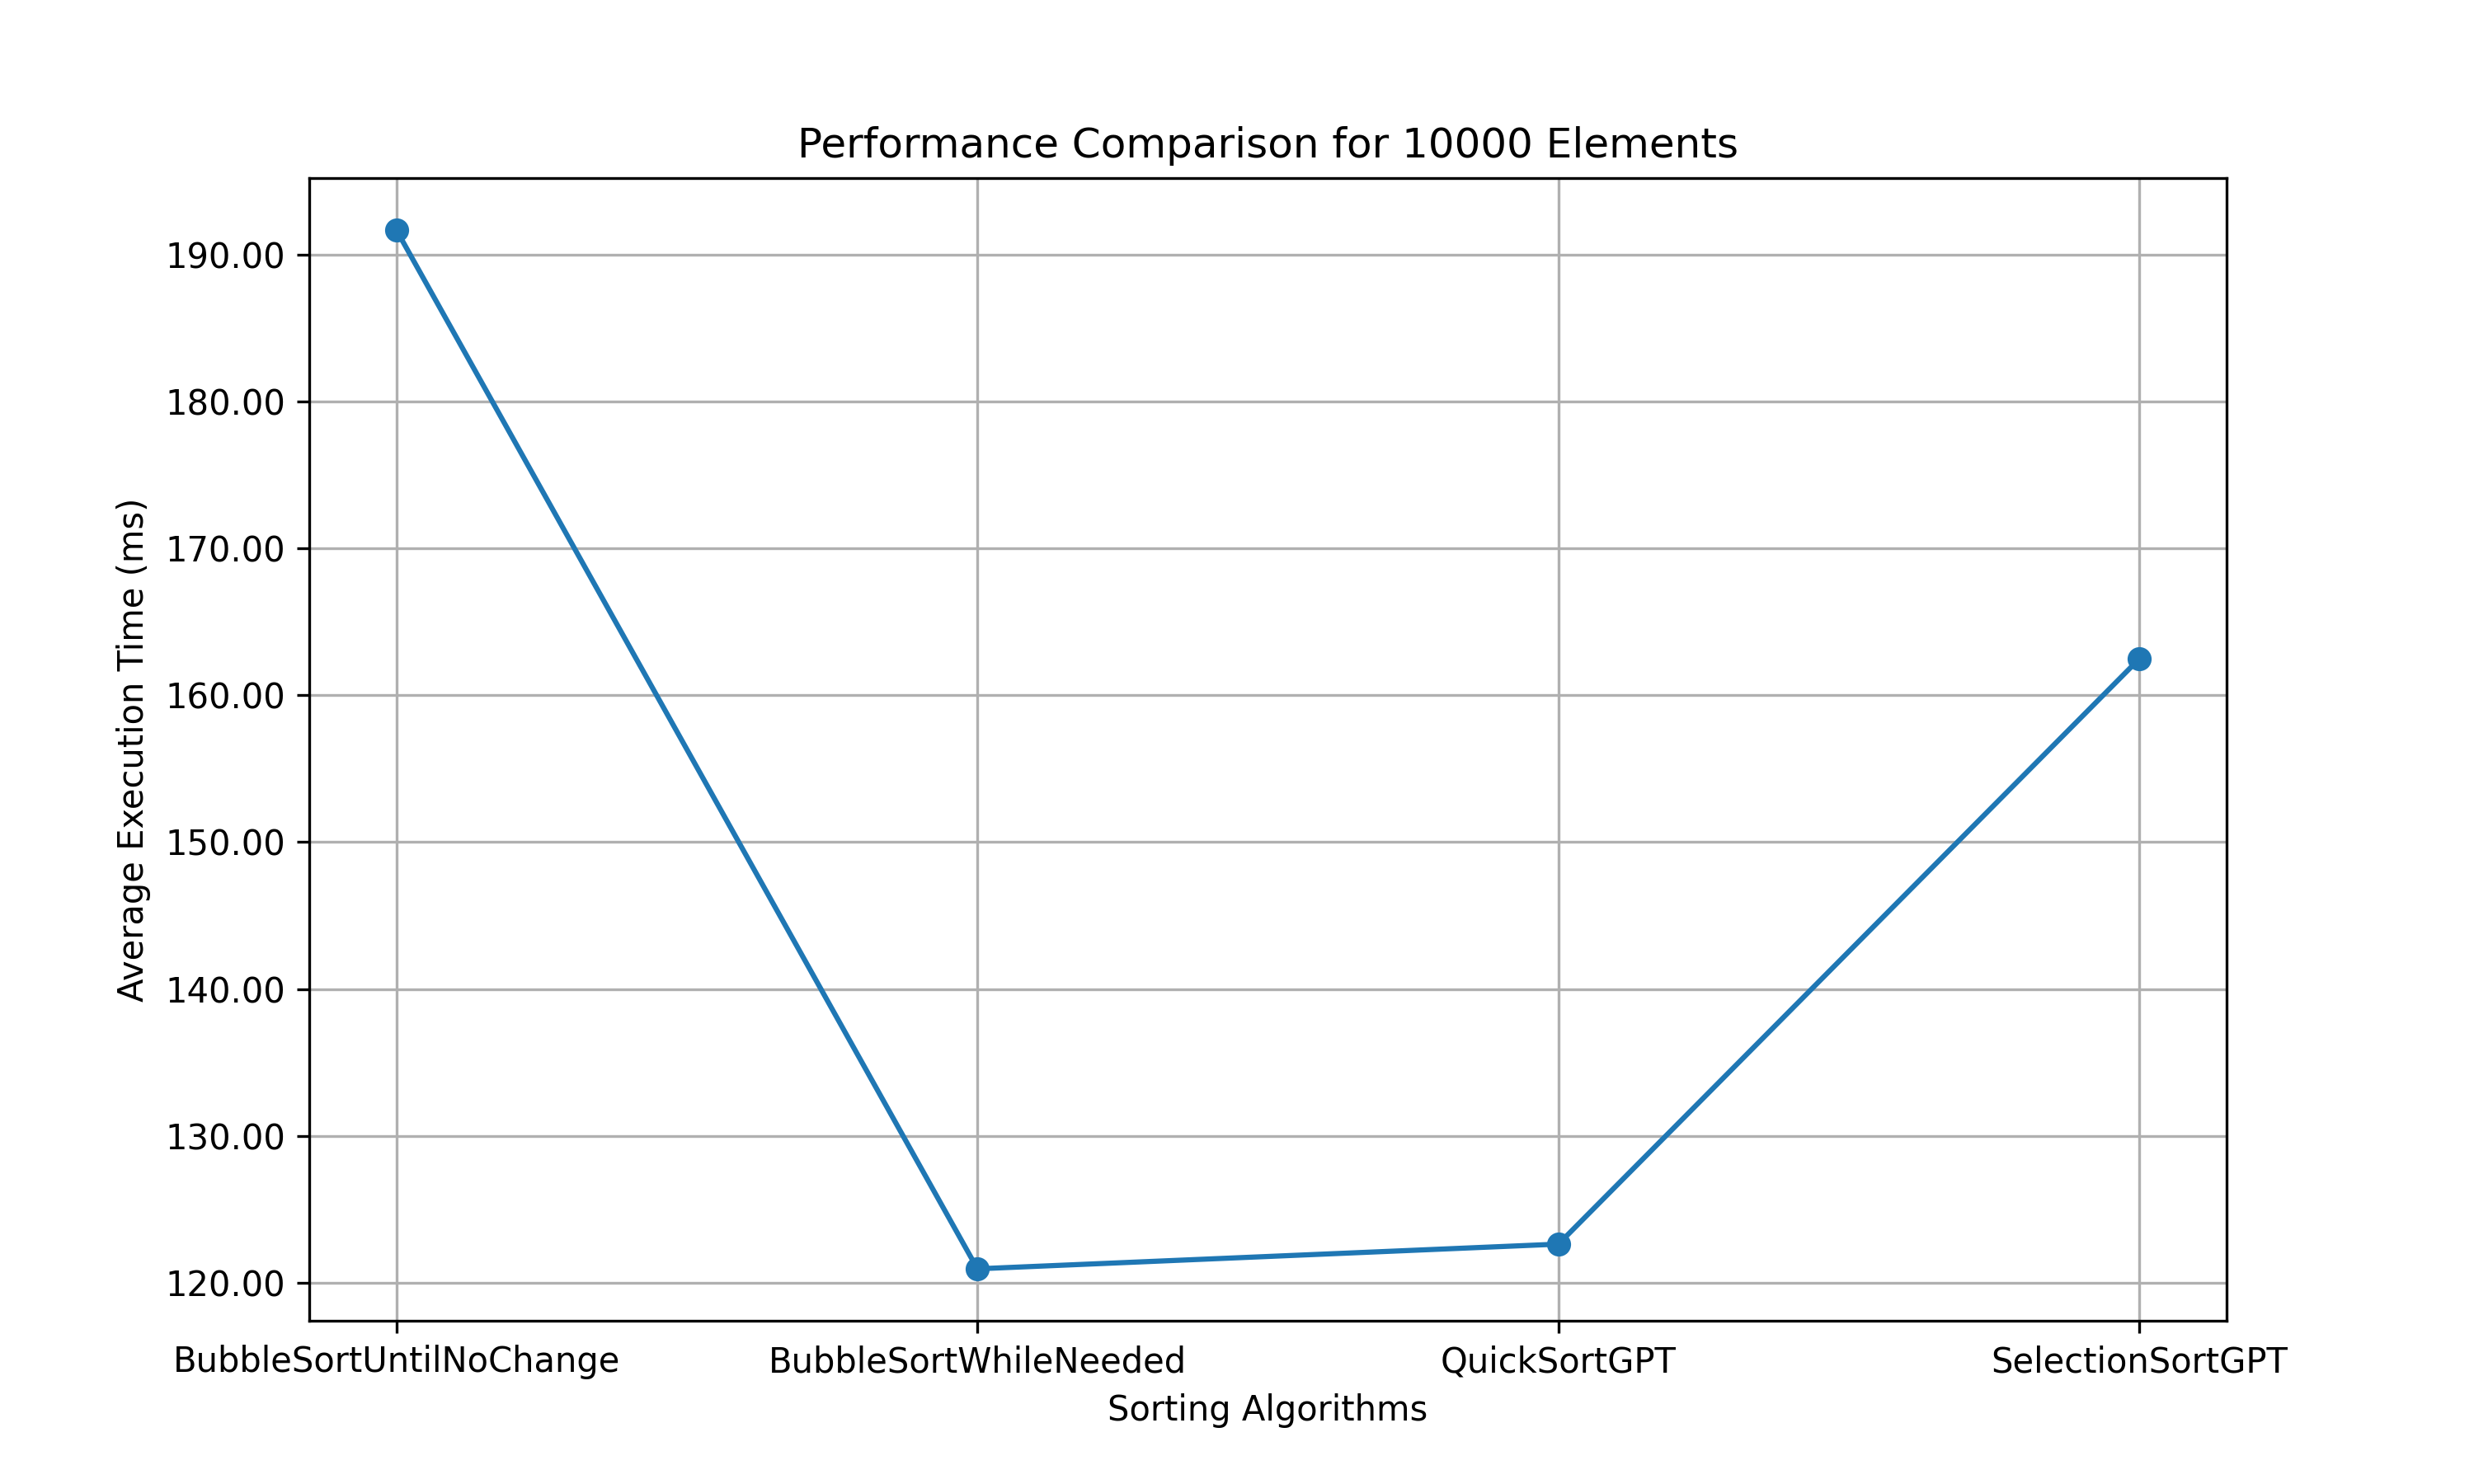 Performance Comparison for 10000 Elements
Average Execution Time (ms)
190.00
180.00
170.00
160.00
150.00
140.00
130.00
120.00
BubbleSortUntilNoChange BubbleSortWhileNeeded QuickSortGPT SelectionSortGPT
Sorting Algorithms